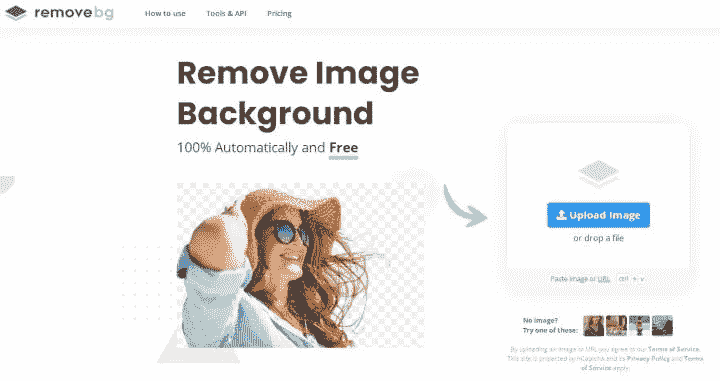 removebg
How to use
Tools & API
Pricing
Remove Image
Background
100% Automatically and Free
Upload Image
or drop a file
Paste image or URL ctrl + v
No image?
Try one of these:
By uploading an image or URL you agree to our Terms of Service.
This site is protected by hCaptcha and its Privacy Policy and Terms
of Service apply.